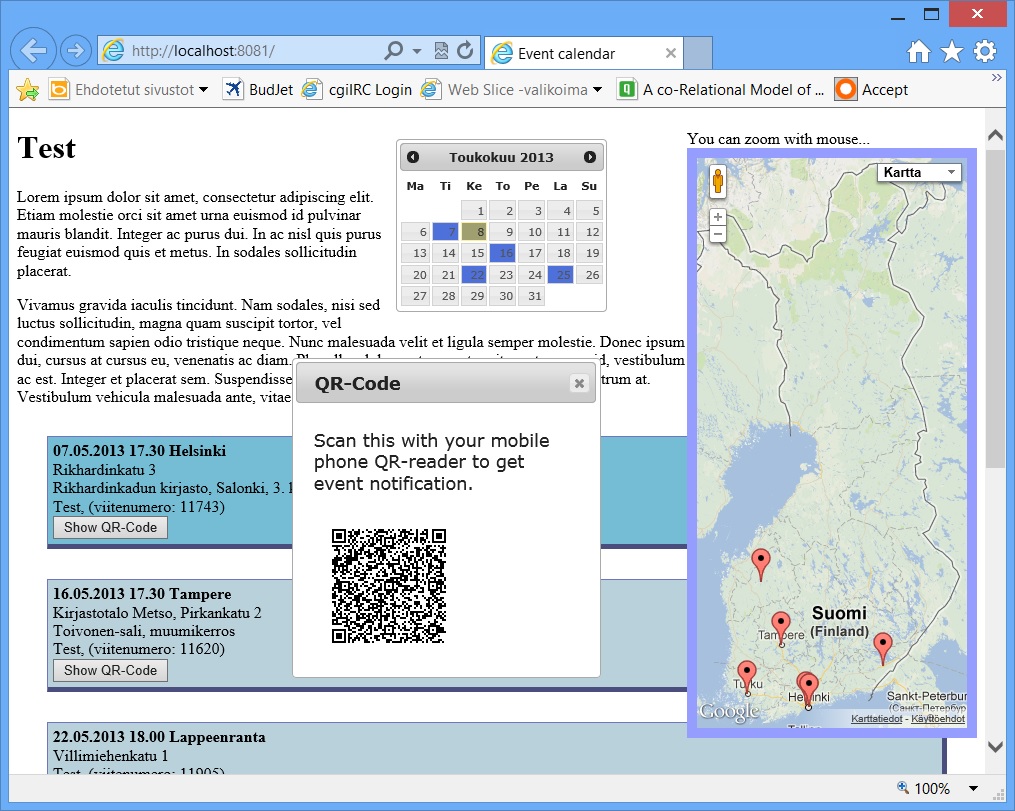 http://localhost:8081/
Event calendar
Ehdotetut sivustot
BudJet
cgiIRC Login
Web Slice -valikoima
A co-Relational Model of ...
Accept
Test
Lorem ipsum dolor sit amet, consectetur adipiscing elit.
Etiam molestie orci sit amet urna euismod id pulvinar
mauris blandit. Integer ac purus dui. In ac nisl quis purus
feugiat euismod quis et metus. In sodales sollicitudin
placerat.
Vivamus gravida iaculis tincidunt. Nam sodales, nisi sed
luctus sollicitudin, magna quam suscipit tortor, vel
condimentum sapien odio tristique neque. Nunc malesuada velit et ligula semper molestie. Donec ipsum
dui, cursus at cursus eu, venenatis ac diam. vestibulum
ac est. Integer et placerat sem. Suspendisse trum at.
Vestibulum vehicula malesuada ante, vitae
Toukokuu 2013
Ma Ti Ke To Pe La Su
1 2 3 4 5
6 7 8 9 10 11 12
13 14 15 16 17 18 19
20 21 22 23 24 25 26
27 28 29 30 31
QR-Code
Scan this with your mobile
phone QR-reader to get
event notification.
07.05.2013 17.30 Helsinki
Rikhardinkatu 3
Rikhardinkadun kirjasto, Salonki, 3.
Test, (viitenumero: 11743)
Show QR-Code
16.05.2013 17.30 Tampere
Kirjastotalo Metso, Pirkankatu 2
Toivonen-sali, muumikerros
Test, (viitenumero: 11620)
Show QR-Code
22.05.2013 18.00 Lappeenranta
Villimiehenkatu 1
Test, (viitenumero: 11905)
You can zoom with mouse...
Kartta
+
−
Suomi
(Finland)
Tampere
Turku
Helsinki
Sankt-Peterbur
(Санкт-Петербур
Google
Karttatiedot - Käyttöehdot
100%